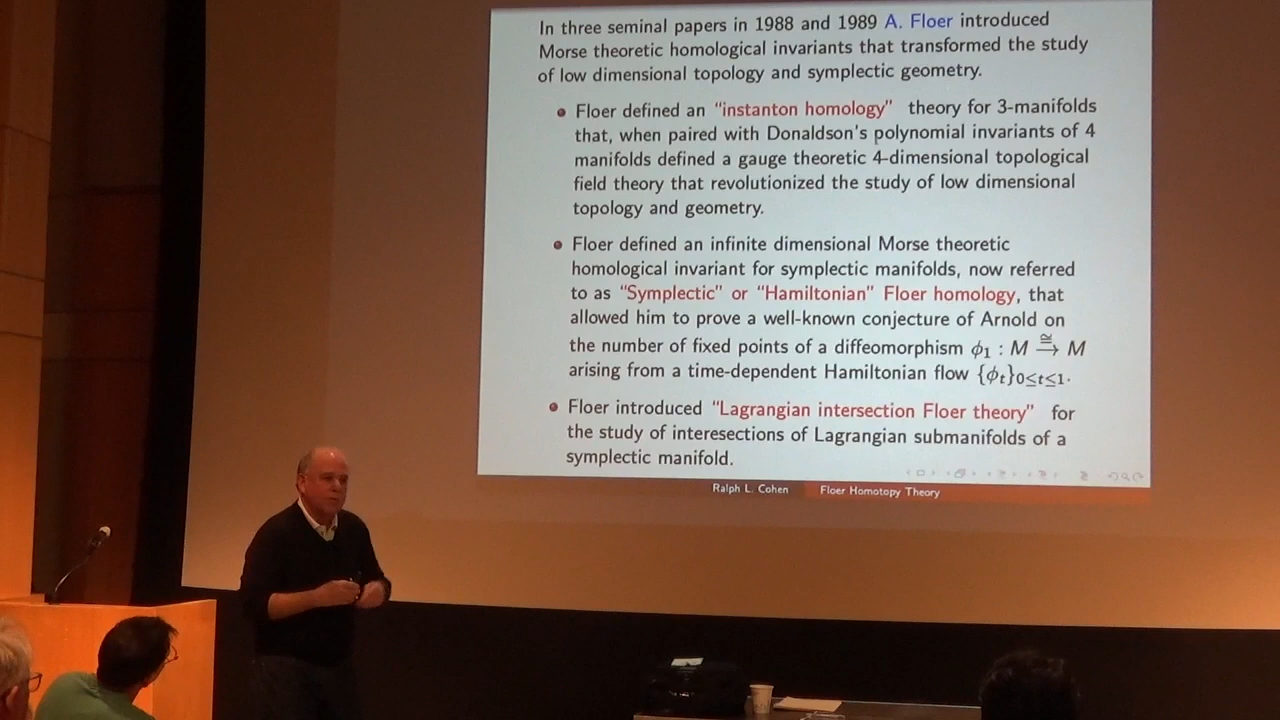 In three seminal papers in 1988 and 1989 A. Floer introduced
Morse theoretic homological invariants that transformed the study
of low dimensional topology and symplectic geometry.
Floer defined an “instanton homology” theory for 3-manifolds
that, when paired with Donaldson's polynomial invariants of 4
manifolds defined a gauge theoretic 4-dimensional topological
field theory that revolutionized the study of low dimensional
topology and geometry.
Floer defined an infinite dimensional Morse theoretic
homological invariant for symplectic manifolds, now referred
to as “Symplectic” or “Hamiltonian” Floer homology, that
allowed him to prove a well-known conjecture of Arnold on
the number of fixed points of a diffeomorphism ϕ₁ : M ≅→ M
arising from a time-dependent Hamiltonian flow {ϕₜ}0≤t≤1.
Floer introduced “Lagrangian intersection Floer theory” for
the study of interesections of Lagrangian submanifolds of a
symplectic manifold.
Ralph L. Cohen Floer Homotopy Theory